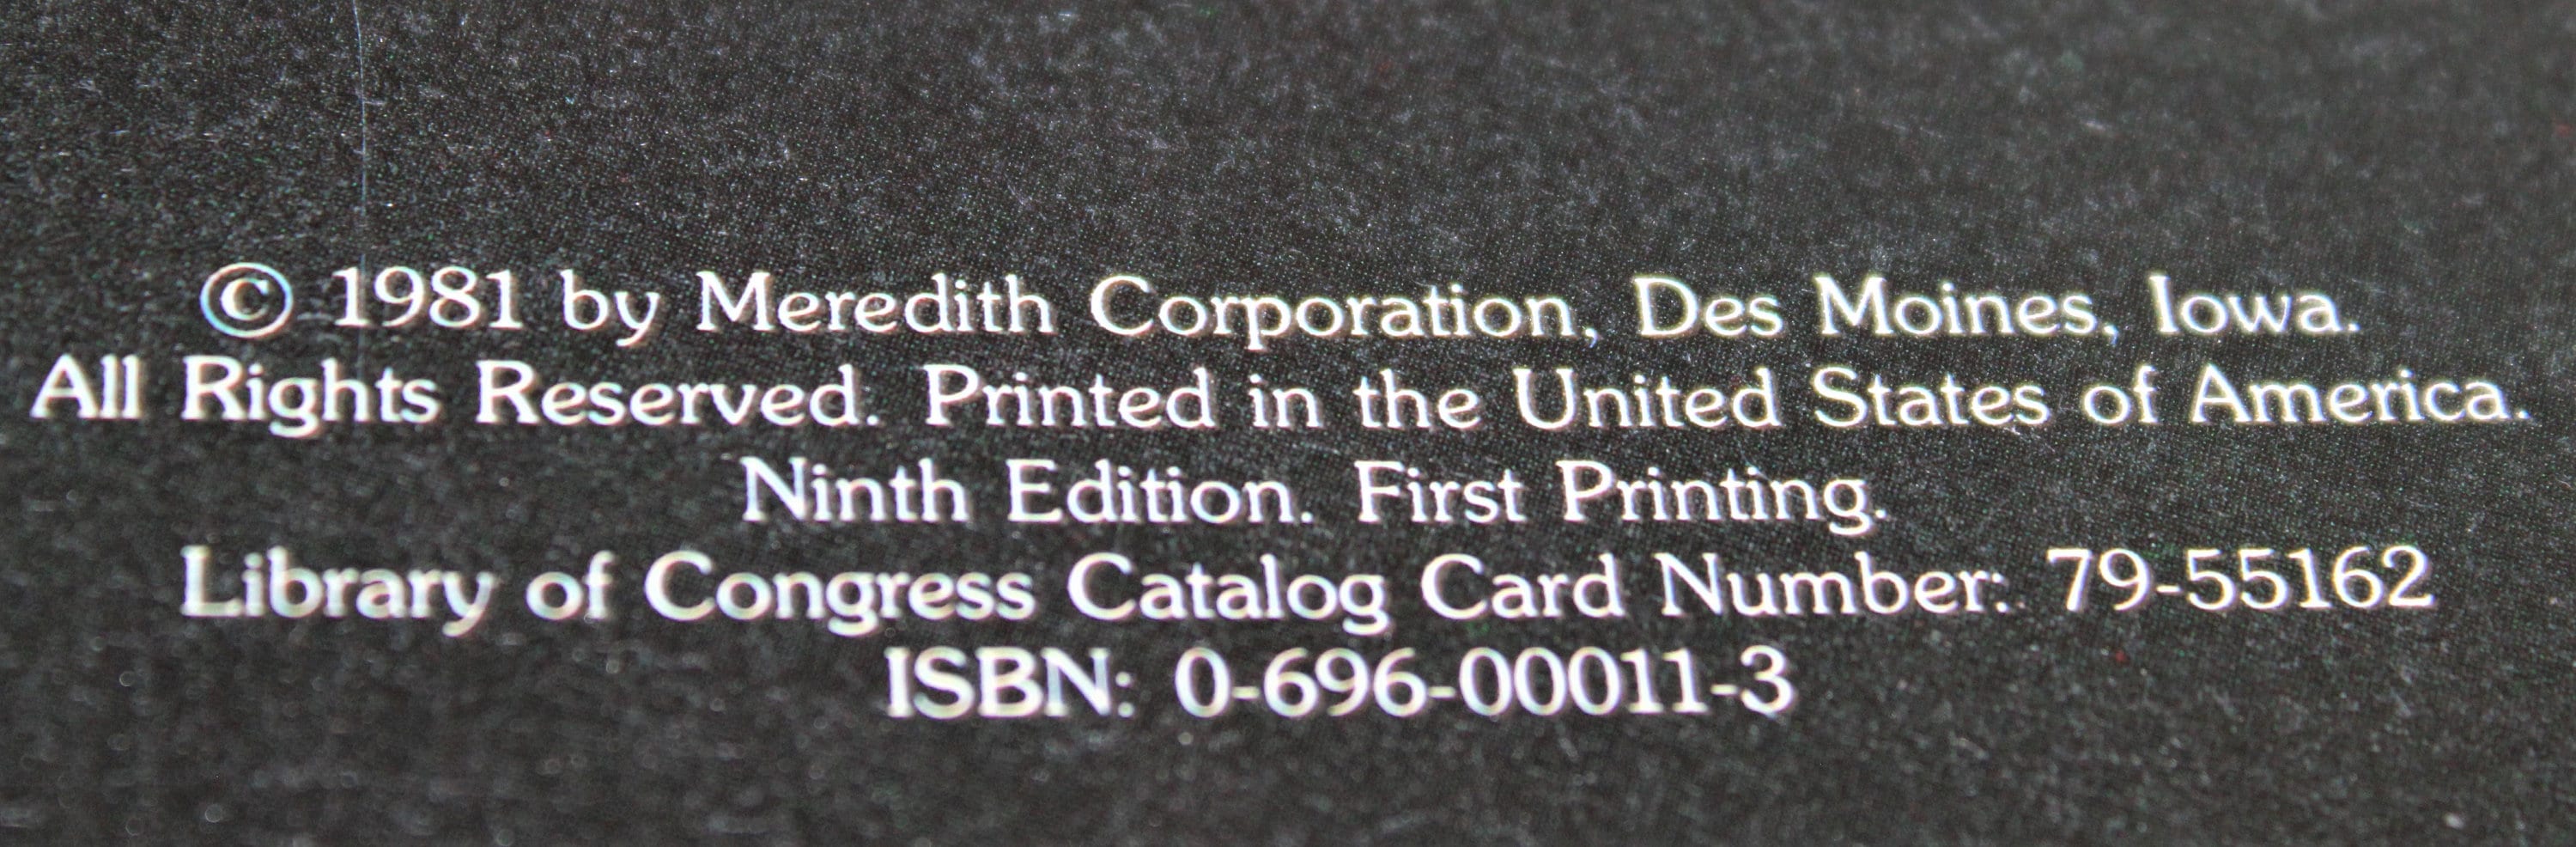 © 1981 by Meredith Corporation, Des Moines, Iowa.
All Rights Reserved. Printed in the United States of America.
Ninth Edition. First Printing.
Library of Congress Catalog Card Number: 79-55162
ISBN: 0-696-00011-3